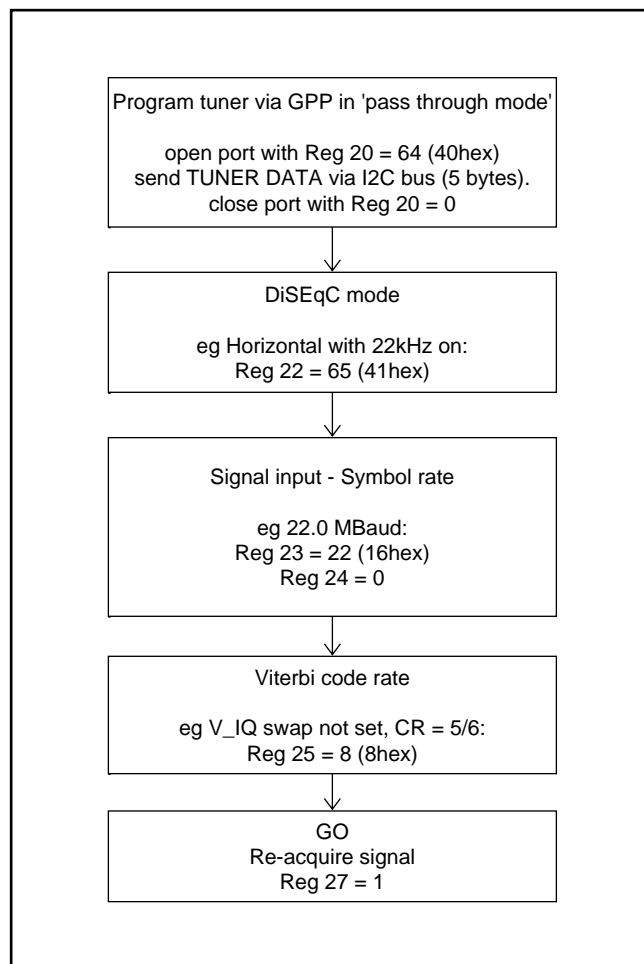 Program tuner via GPP in 'pass through mode'
open port with Reg 20 = 64 (40hex)
send TUNER DATA via I2C bus (5 bytes).
close port with Reg 20 = 0
DiSEqC mode
eg Horizontal with 22kHz on:
Reg 22 = 65 (41hex)
Signal input - Symbol rate
eg 22.0 MBaud:
Reg 23 = 22 (16hex)
Reg 24 = 0
Viterbi code rate
eg V_IQ swap not set, CR = 5/6:
Reg 25 = 8 (8hex)
GO
Re-acquire signal
Reg 27 = 1